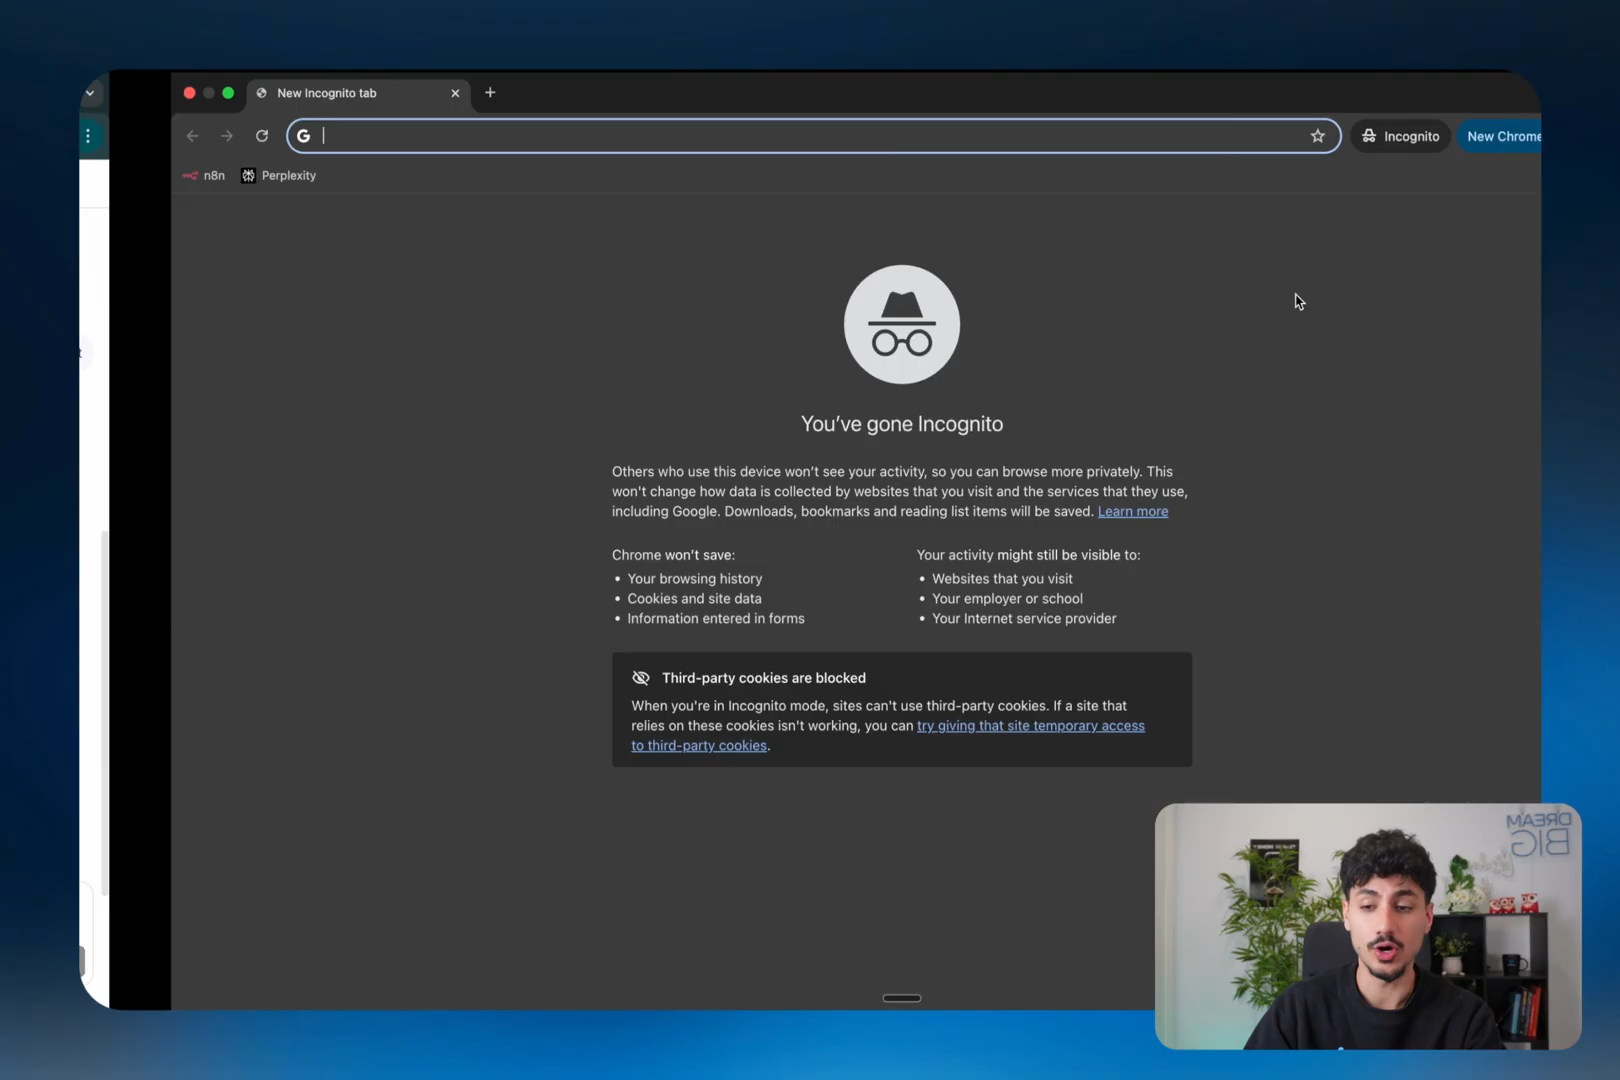 New Incognito tab
Incognito
New Chrome
n8n
Perplexity
You've gone Incognito
Others who use this device won't see your activity, so you can browse more privately. This
won't change how data is collected by websites that you visit and the services that they use,
including Google. Downloads, bookmarks and reading list items will be saved. Learn more
Chrome won't save:
• Your browsing history
• Cookies and site data
• Information entered in forms
Your activity might still be visible to:
• Websites that you visit
• Your employer or school
• Your Internet service provider
Third-party cookies are blocked
When you're in Incognito mode, sites can't use third-party cookies. If a site that
relies on these cookies isn't working, you can try giving that site temporary access
to third-party cookies.
DREAM
BIG